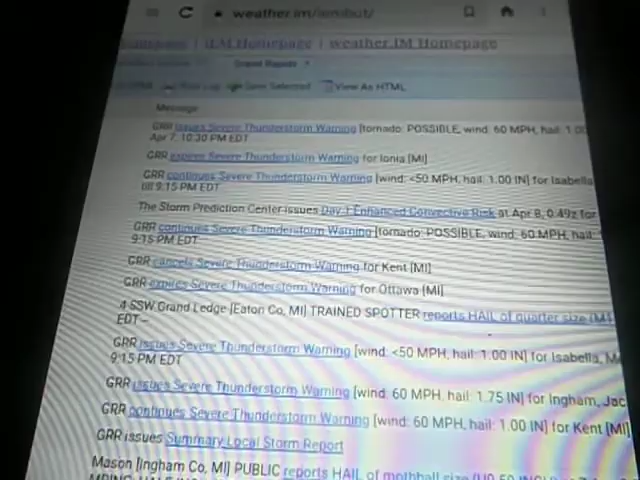 weather.im/iembot/
Homepage | IEM Homepage | weather.IM Homepage
Grand Rapids
View As HTML
Message
GRR issues Severe Thunderstorm Warning [tornado: POSSIBLE, wind: 60 MPH, hail: 1.00
Apr 7, 10:30 PM EDT
GRR expires Severe Thunderstorm Warning for Ionia [MI]
GRR continues Severe Thunderstorm Warning [wind: <50 MPH, hail: 1.00 IN] for Isabella
till 9:15 PM EDT
The Storm Prediction Center issues Day 1 Enhanced Convective Risk at Apr 8, 0:49z for
GRR continues Severe Thunderstorm Warning [tornado: POSSIBLE, wind: 60 MPH, hail:
9:15 PM EDT
GRR cancels Severe Thunderstorm Warning for Kent [MI]
GRR expires Severe Thunderstorm Warning for Ottawa [MI]
4 SSW Grand Ledge [Eaton Co, MI] TRAINED SPOTTER reports HAIL of quarter size
EDT --
GRR issues Severe Thunderstorm Warning [wind: <50 MPH, hail: 1.00 IN] for Isabella,
9:15 PM EDT
GRR issues Severe Thunderstorm Warning [wind: 60 MPH, hail: 1.75 IN] for Ingham, Jac
GRR continues Severe Thunderstorm Warning [wind: 60 MPH, hail: 1.00 IN] for Kent [MI]
GRR issues Summary Local Storm Report
Mason [Ingham Co, MI] PUBLIC reports HAIL of mothball size